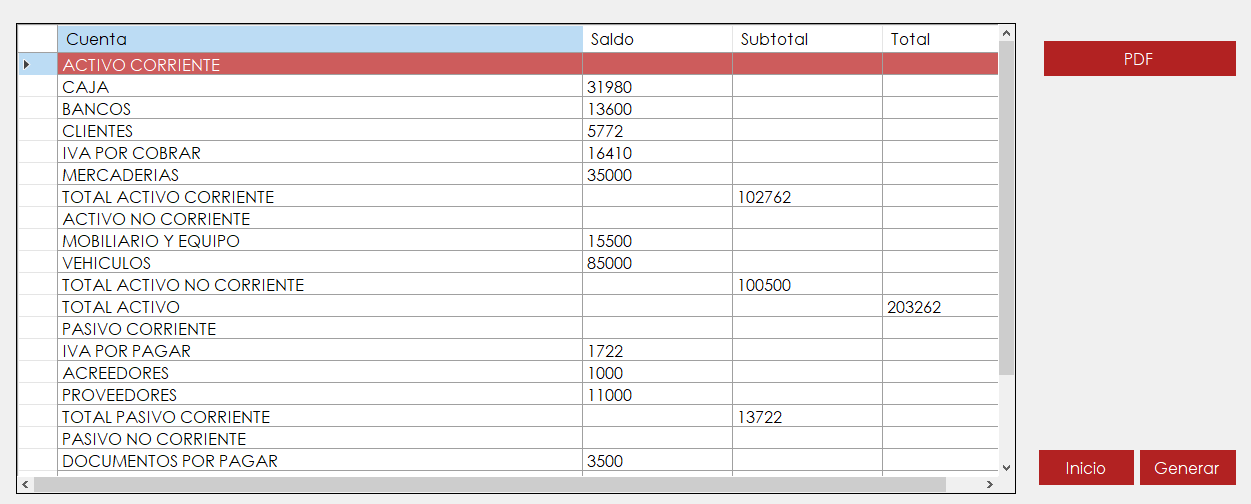 Cuenta Saldo Subtotal Total
PDF
ACTIVO CORRIENTE
CAJA 31980
BANCOS 13600
CLIENTES 5772
IVA POR COBRAR 16410
MERCADERIAS 35000
TOTAL ACTIVO CORRIENTE 102762
ACTIVO NO CORRIENTE
MOBILIARIO Y EQUIPO 15500
VEHICULOS 85000
TOTAL ACTIVO NO CORRIENTE 100500
TOTAL ACTIVO 203262
PASIVO CORRIENTE
IVA POR PAGAR 1722
ACREEDORES 1000
PROVEEDORES 11000
TOTAL PASIVO CORRIENTE 13722
PASIVO NO CORRIENTE
DOCUMENTOS POR PAGAR 3500
Inicio Generar